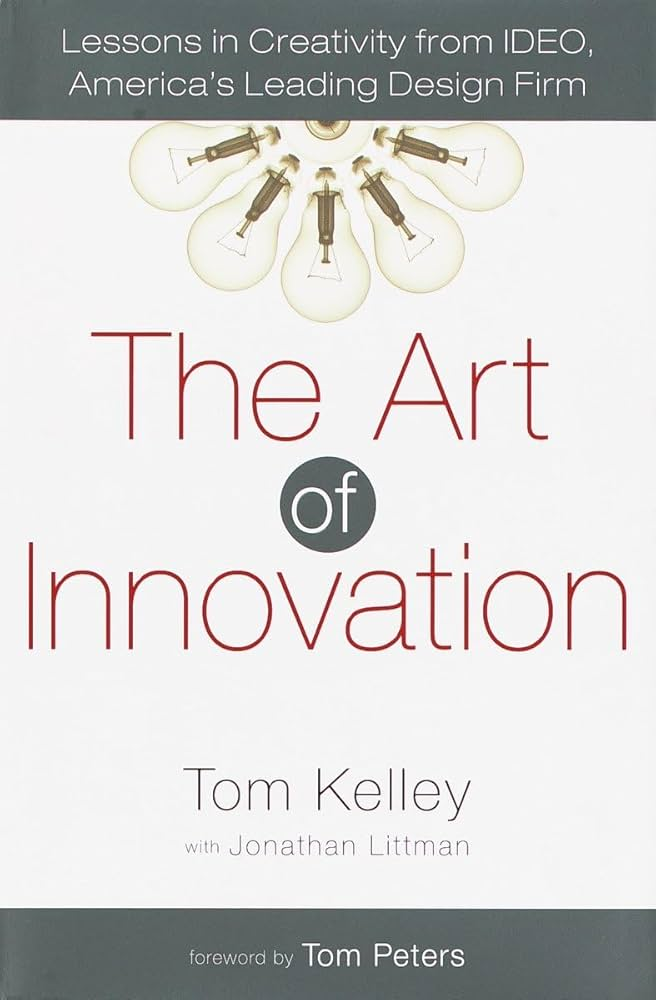 Lessons in Creativity from IDEO,
America's Leading Design Firm
The Art
of
Innovation
Tom Kelley
with Jonathan Littman
foreword by Tom Peters